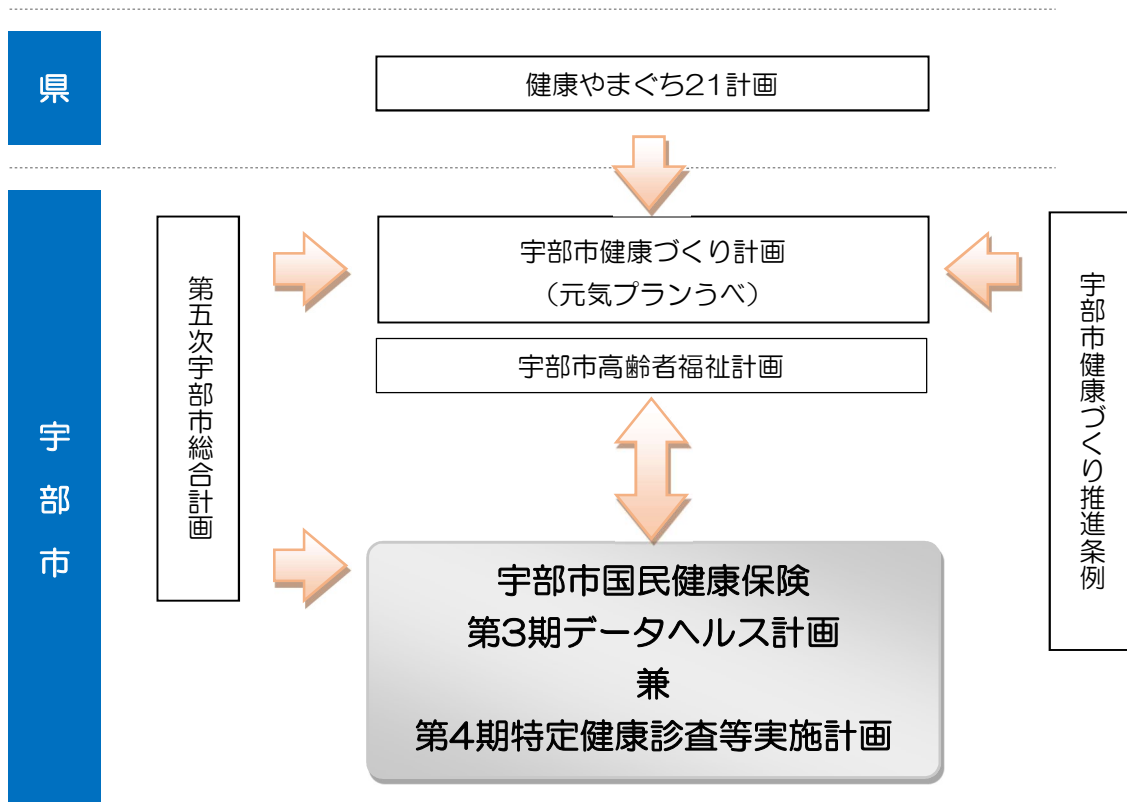 県
健康やまぐち21計画
宇部市
第五次宇部市総合計画
宇部市健康づくり計画
（元気プランうべ）
宇部市高齢者福祉計画
宇部市健康づくり推進条例
宇部市国民健康保険
第3期データヘルス計画
兼
第4期特定健康診査等実施計画